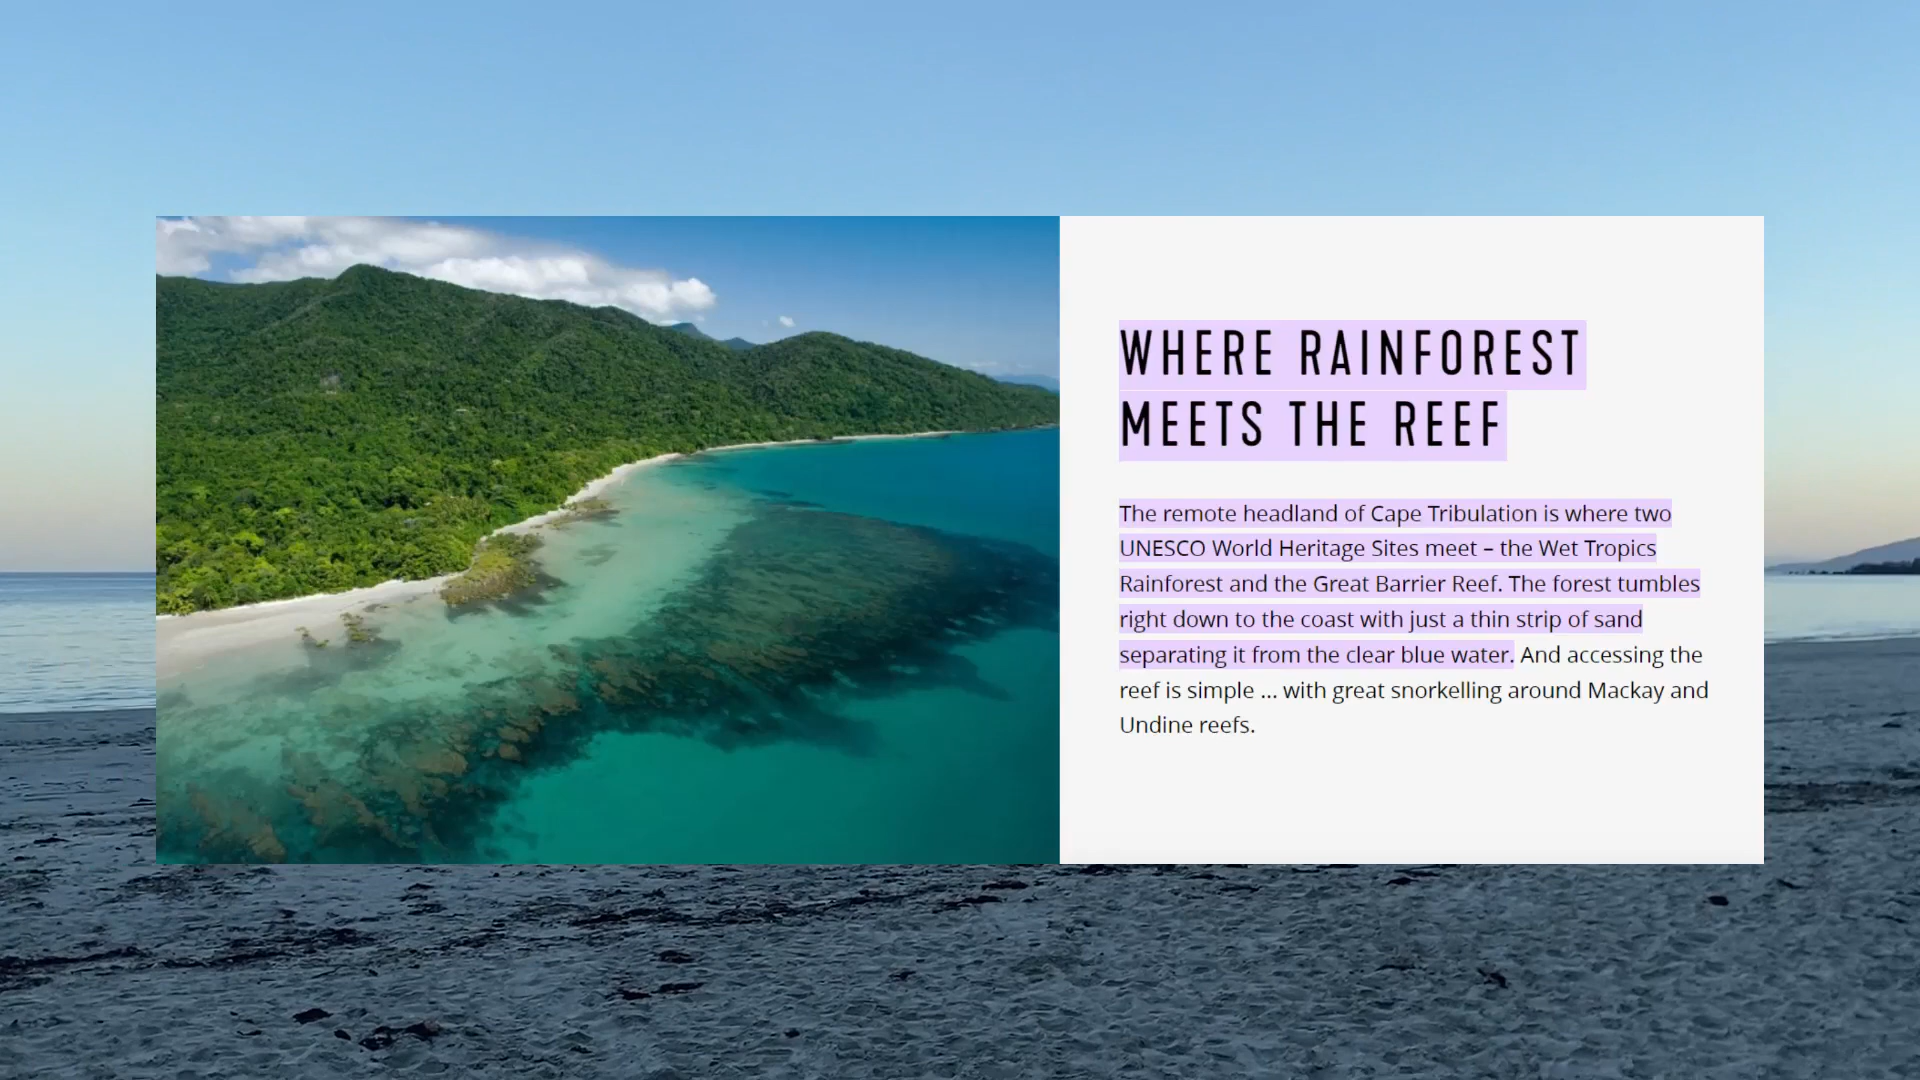 WHERE RAINFOREST
MEETS THE REEF
The remote headland of Cape Tribulation is where two
UNESCO World Heritage Sites meet – the Wet Tropics
Rainforest and the Great Barrier Reef. The forest tumbles
right down to the coast with just a thin strip of sand
separating it from the clear blue water. And accessing the
reef is simple ... with great snorkelling around Mackay and
Undine reefs.